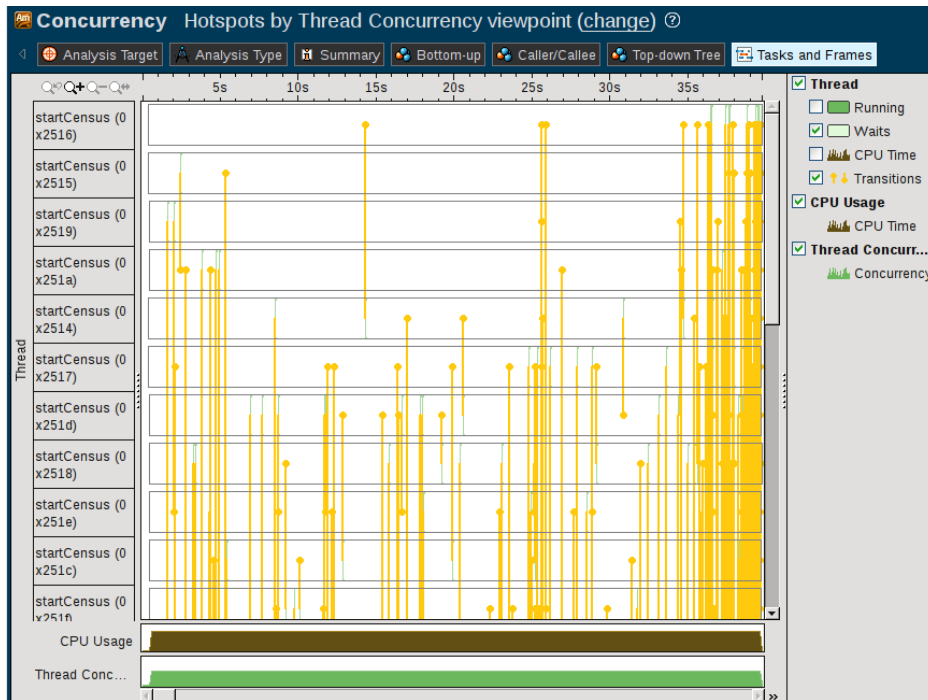 Am Concurrency Hotspots by Thread Concurrency viewpoint (change) ?
Analysis Target A Analysis Type Summary Bottom-up Caller/Callee Top-down Tree Tasks and Frames
5s 10s 15s 20s 25s 30s 35s
Thread
startCensus (0
x2516)
startCensus (0
x2515)
startCensus (0
x2519)
startCensus (0
x251a)
startCensus (0
x2514)
startCensus (0
x2517)
startCensus (0
x251d)
startCensus (0
x2518)
startCensus (0
x251e)
startCensus (0
x251c)
startCensus (0
x251f)
CPU Usage
Thread Conc...
»
Thread
Running
Waits
CPU Time
Transitions
CPU Usage
CPU Time
Thread Concurr...
Concurrency